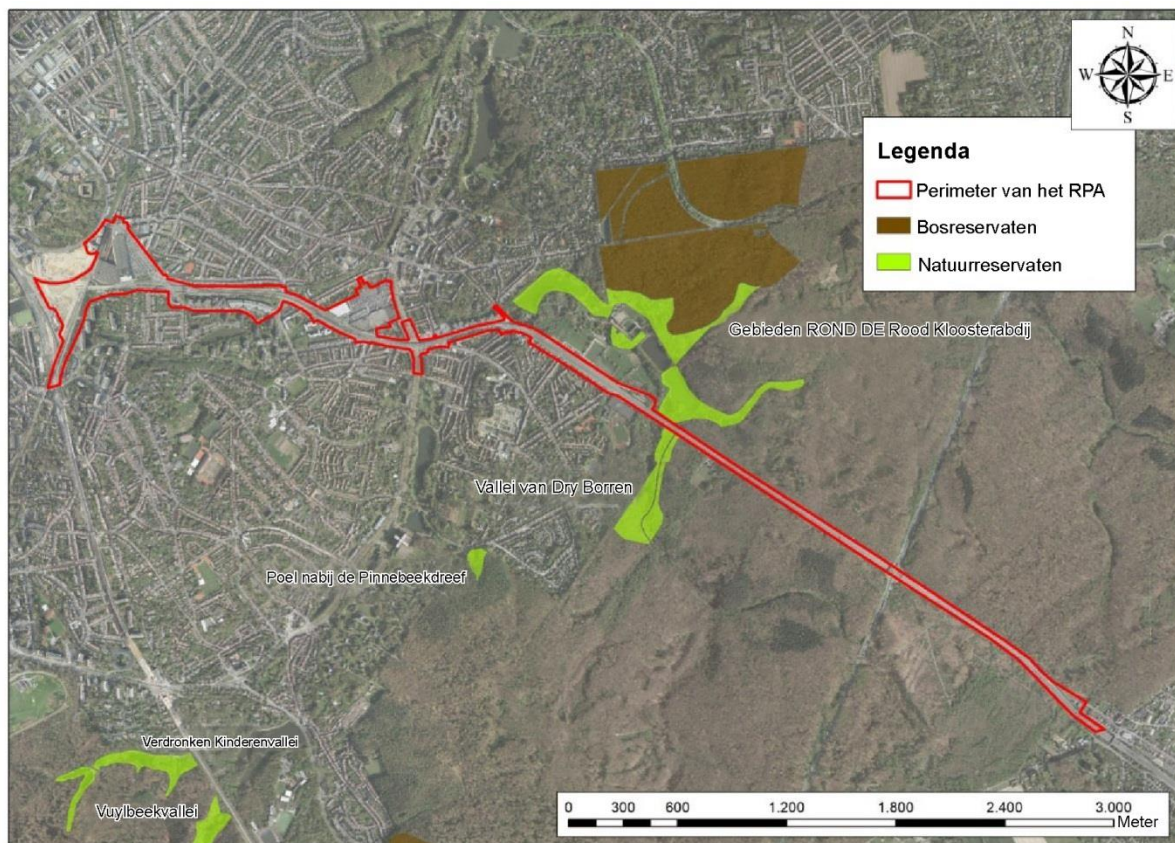 N
W E
S
Legenda
Perimeter van het RPA
Bosreservaten
Natuurreservaten
Gebieden ROND DE Rood Kloosterabdij
Vallei van Dry Borren
Poel nabij de Pinnebeekdreef
Verdronken Kinderenvallei
Vuylbeekvallei
0 300 600 1.200 1.800 2.400 3.000
Meter